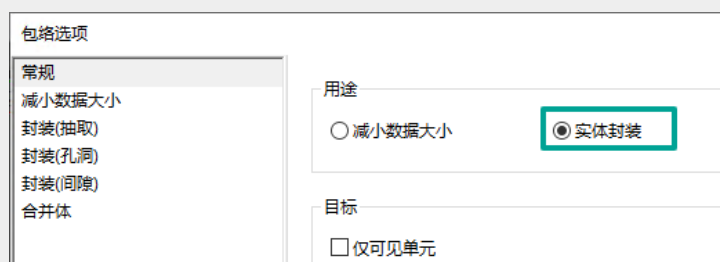 包络选项
常规
减小数据大小
封装(抽取)
封装(孔洞)
封装(间隙)
合并体
用途
减小数据大小
实体封装
目标
仅可见单元